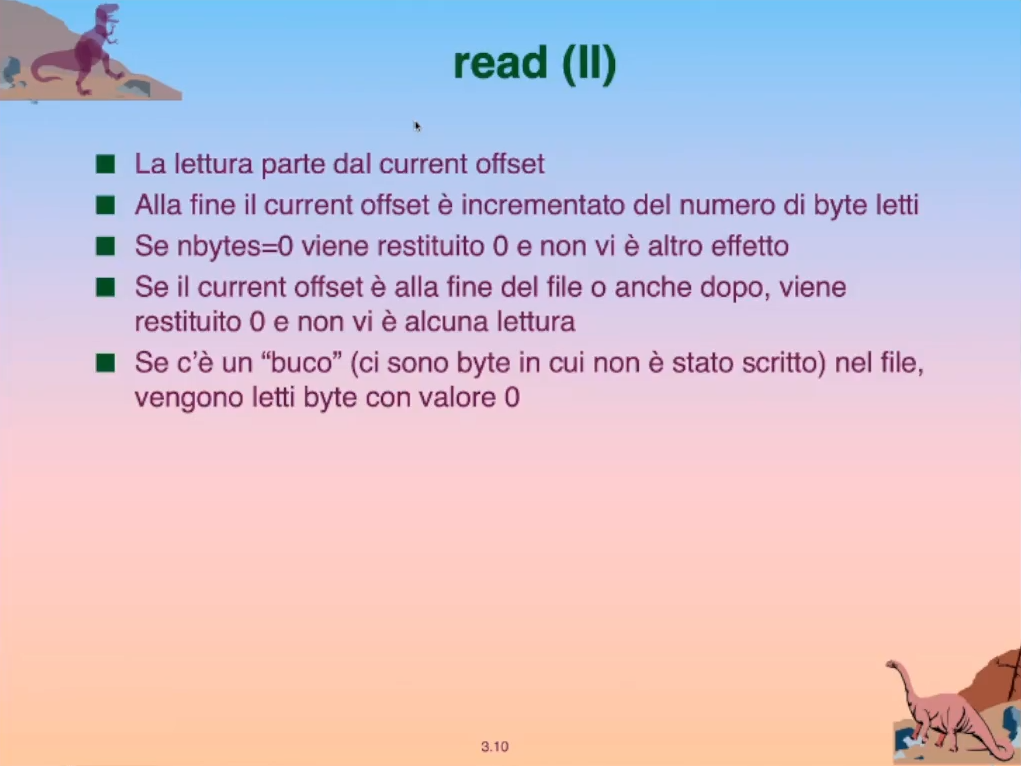 read (II)
La lettura parte dal current offset
Alla fine il current offset è incrementato del numero di byte letti
Se nbytes=0 viene restituito 0 e non vi è altro effetto
Se il current offset è alla fine del file o anche dopo, viene
restituito 0 e non vi è alcuna lettura
Se c’è un “buco” (ci sono byte in cui non è stato scritto) nel file,
vengono letti byte con valore 0
3.10